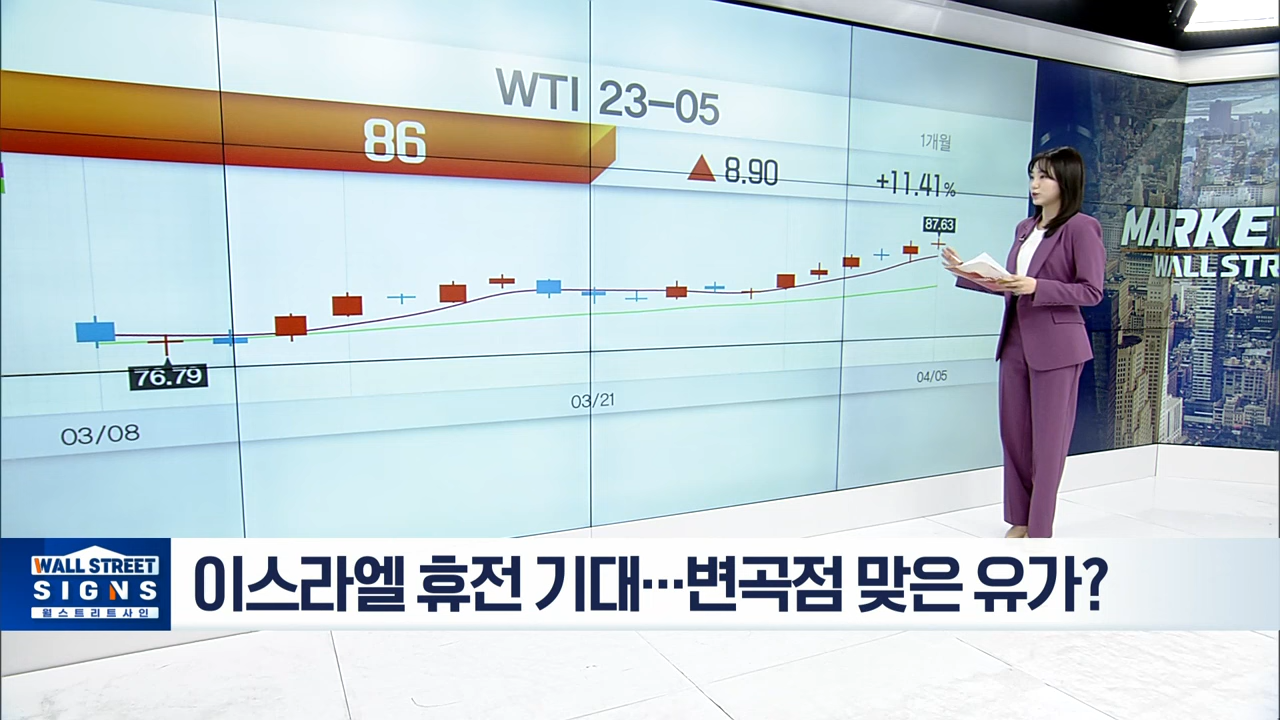 WTI 23-05
86
▲ 8.90
1개월
+11.41%
87.63
76.79
03/08
03/21
04/05
MARKE
WALL STR
WALL STREET
SIGNS
월스트리트사인
이스라엘 휴전 기대…변곡점 맞은 유가?